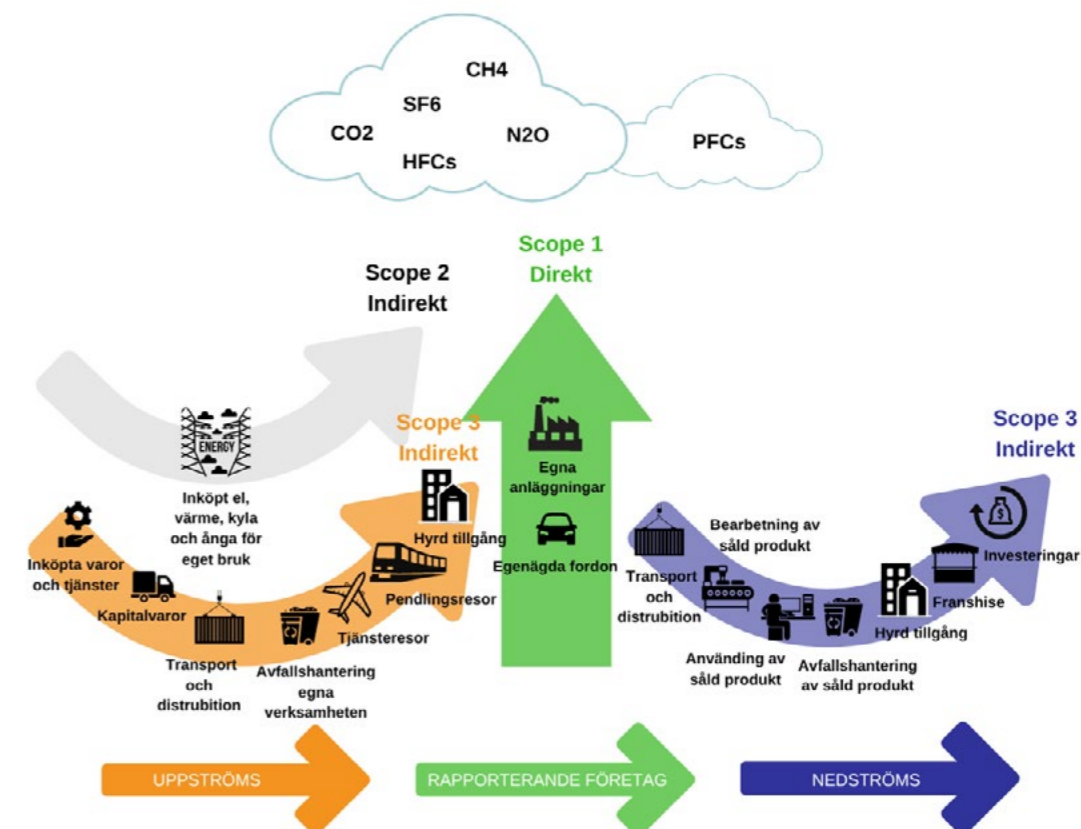 CH4
SF6
CO2
N2O
HFCs
PFCs
Scope 1
Direkt
Scope 2
Indirekt
ENERGY
Inköpt el,
värme, kyla
och ånga för
eget bruk
Scope 3
Indirekt
Inköpta varor
och tjänster
Kapitalvaror
Transport
och
distrubition
Avfallshantering
egna
verksamheten
Tjänsteresor
Pendlingsresor
Hyrd tillgång
Egna
anläggningar
Egenägda fordon
Scope 3
Indirekt
Transport
och
distrubition
Bearbetning av
såld produkt
Använding av
såld produkt
Avfallshantering
av såld produkt
Hyrd tillgång
Franshise
$
Investeringar
UPPSTRÖMS
RAPPORTERANDE FÖRETAG
NEDSTRÖMS